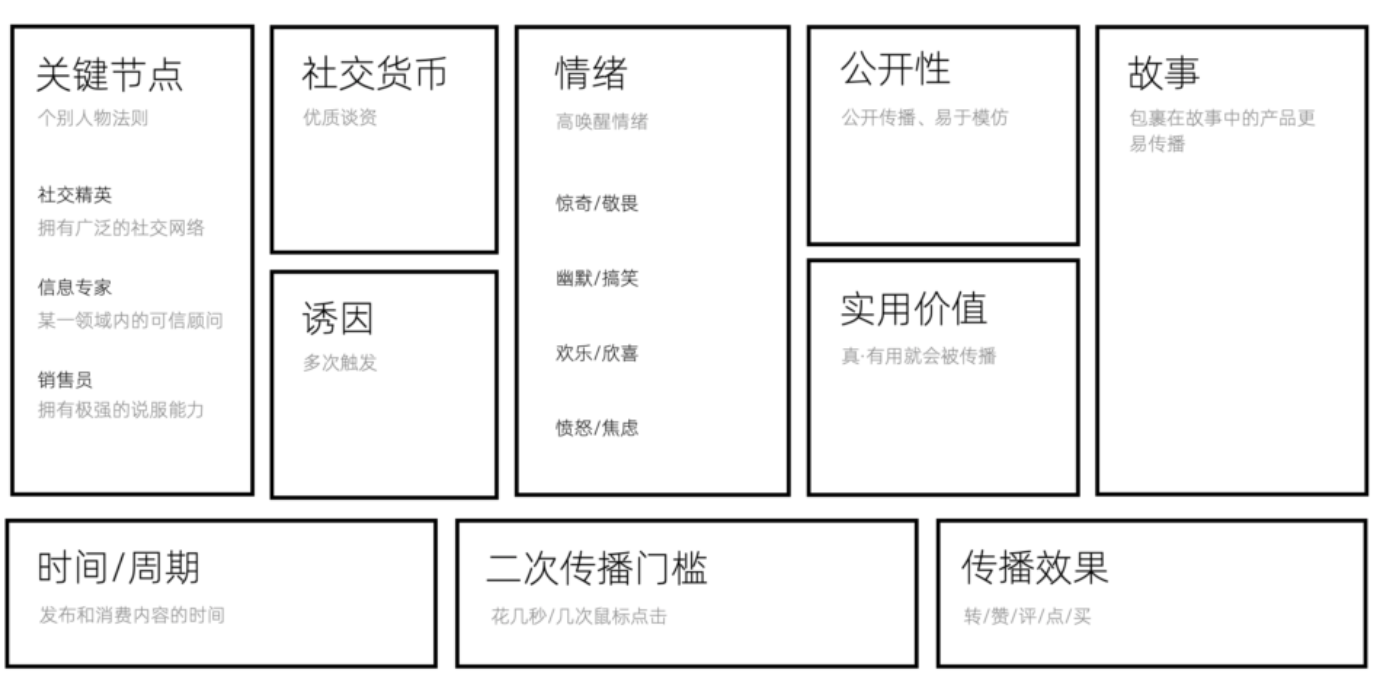 关键节点
个别人物法则
社交精英
拥有广泛的社交网络
信息专家
某一领域内的可信顾问
销售员
拥有极强的说服能力
社交货币
优质谈资
诱因
多次触发
情绪
高唤醒情绪
惊奇/敬畏
幽默/搞笑
欢乐/欣喜
愤怒/焦虑
公开性
公开传播、易于模仿
实用价值
真·有用就会被传播
故事
包裹在故事中的产品更
易传播
时间/周期
发布和消费内容的时间
二次传播门槛
花几秒/几次鼠标点击
传播效果
转/赞/评/点/买